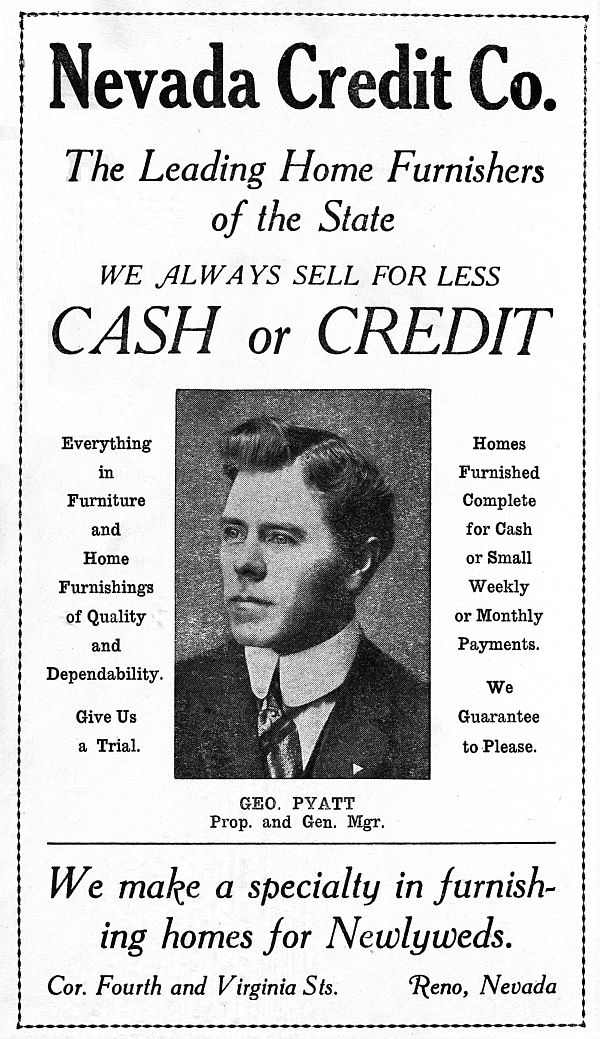 Nevada Credit Co.
The Leading Home Furnishers
of the State
WE ALWAYS SELL FOR LESS
CASH or CREDIT
Everything
in
Furniture
and
Home
Furnishings
of Quality
and
Dependability.
Give Us
a Trial.
Homes
Furnished
Complete
for Cash
or Small
Weekly
or Monthly
Payments.
We
Guarantee
to Please.
GEO. PYATT
Prop. and Gen. Mgr.
We make a specialty in furnish-
ing homes for Newlyweds.
Cor. Fourth and Virginia Sts. Reno, Nevada